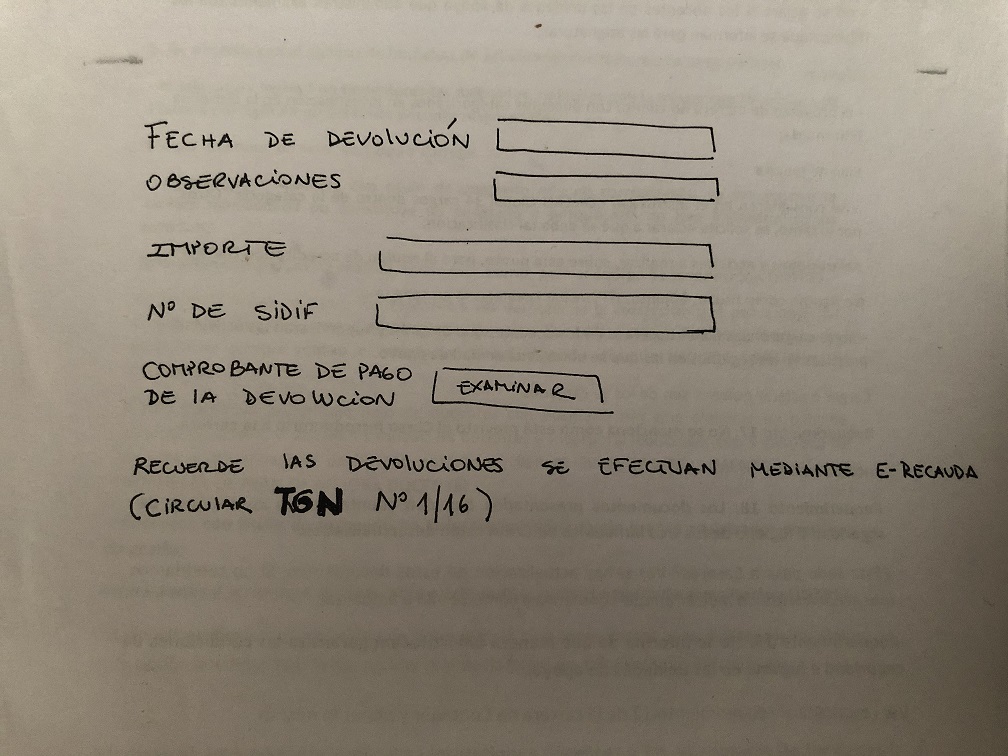 FECHA DE DEVOLUCIÓN
OBSERVACIONES
IMPORTE
Nº DE SIDIF
COMPROBANTE DE PAGO
DE LA DEVOLUCION EXAMINAR
RECUERDE LAS DEVOLUCIONES SE EFECTUAN MEDIANTE E-RECAUDA
(CIRCULAR TGN Nº 1/16)